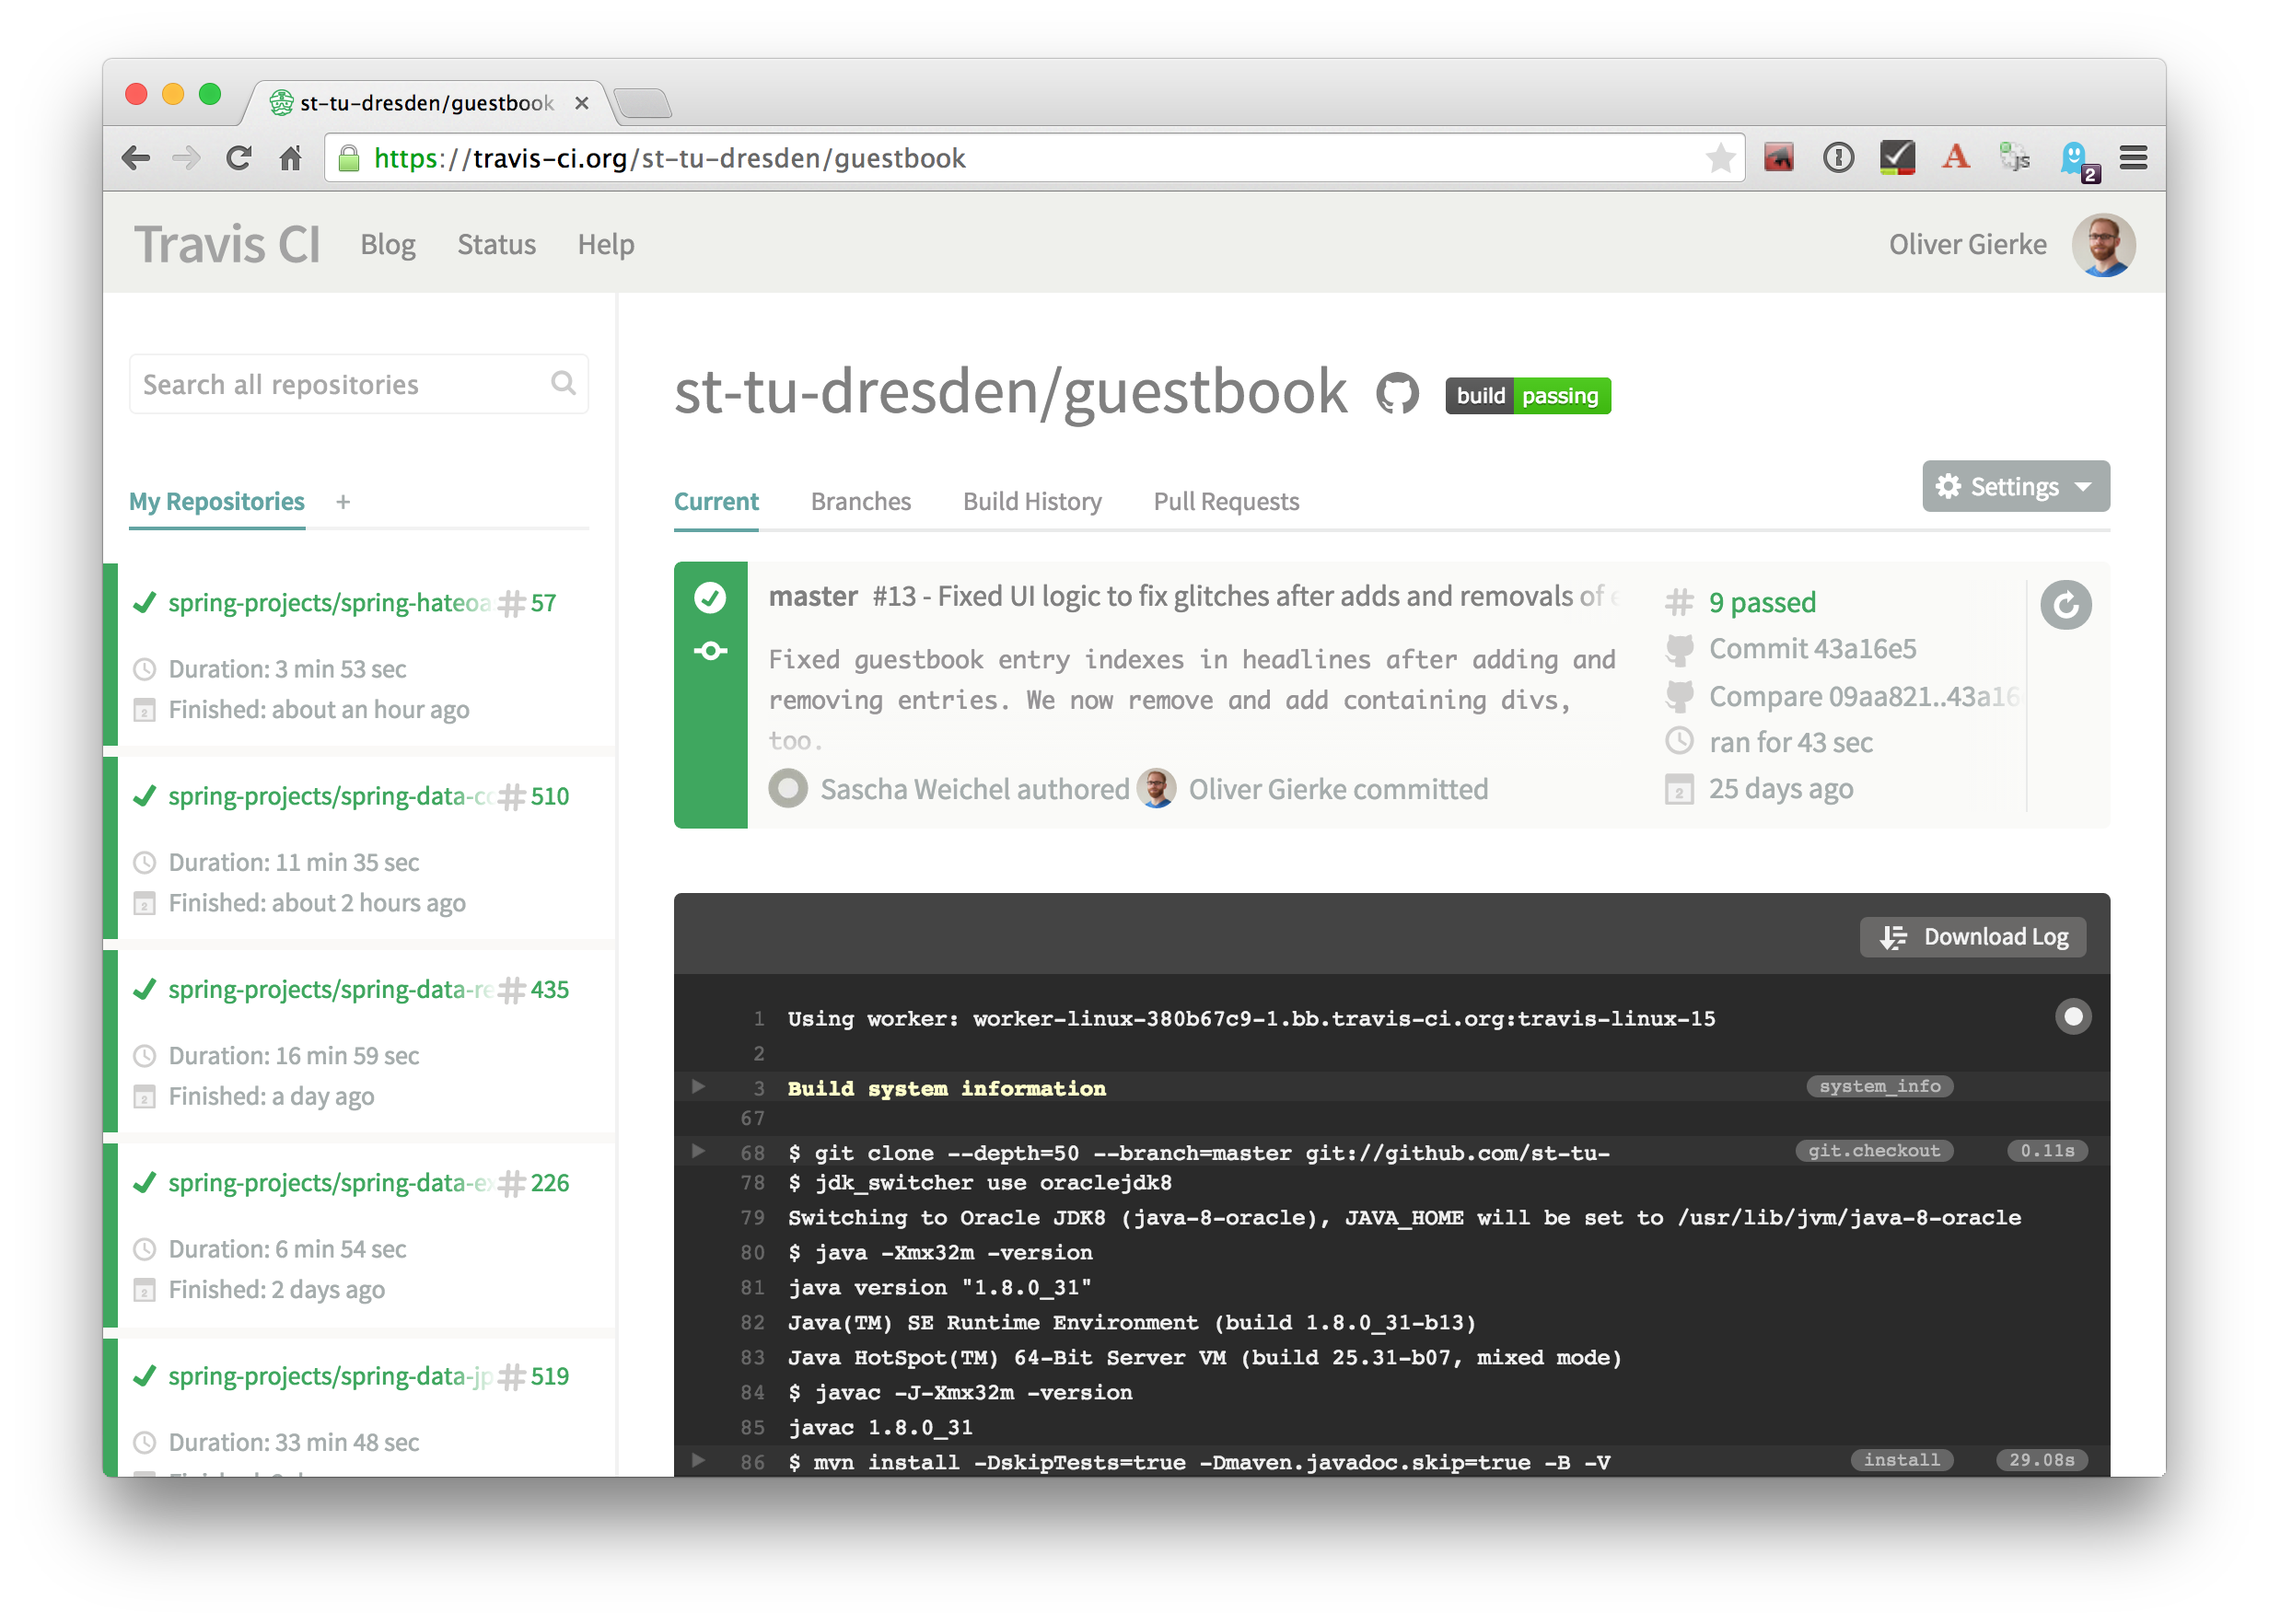 st-tu-dresden/guestbook
https://travis-ci.org/st-tu-dresden/guestbook
A
JS
2
Travis CI Blog Status Help Oliver Gierke
Search all repositories
My Repositories +
spring-projects/spring-hateoa # 57
Duration: 3 min 53 sec
Finished: about an hour ago
spring-projects/spring-data-co # 510
Duration: 11 min 35 sec
Finished: about 2 hours ago
spring-projects/spring-data-re # 435
Duration: 16 min 59 sec
Finished: a day ago
spring-projects/spring-data-ex # 226
Duration: 6 min 54 sec
Finished: 2 days ago
spring-projects/spring-data-jp # 519
Duration: 33 min 48 sec
st-tu-dresden/guestbook build passing
Current Branches Build History Pull Requests Settings
master #13 - Fixed UI logic to fix glitches after adds and removals of
Fixed guestbook entry indexes in headlines after adding and
removing entries. We now remove and add containing divs,
too.
Sascha Weichel authored Oliver Gierke committed
# 9 passed
Commit 43a16e5
Compare 09aa821..43a16
ran for 43 sec
25 days ago
Download Log
1 Using worker: worker-linux-380b67c9-1.bb.travis-ci.org:travis-linux-15
2
3 Build system information system_info
67
68 $ git clone --depth=50 --branch=master git://github.com/st-tu- git.checkout 0.11s
78 $ jdk_switcher use oraclejdk8
79 Switching to Oracle JDK8 (java-8-oracle), JAVA_HOME will be set to /usr/lib/jvm/java-8-oracle
80 $ java -Xmx32m -version
81 java version "1.8.0_31"
82 Java(TM) SE Runtime Environment (build 1.8.0_31-b13)
83 Java HotSpot(TM) 64-Bit Server VM (build 25.31-b07, mixed mode)
84 $ javac -J-Xmx32m -version
85 javac 1.8.0_31
86 $ mvn install -DskipTests=true -Dmaven.javadoc.skip=true -B -V install 29.08s